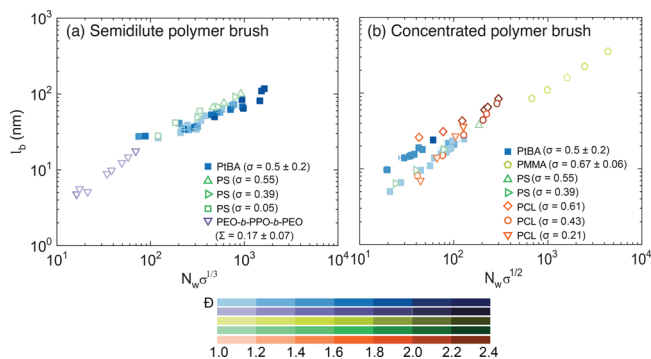 (a) Semidilute polymer brush
10⁰
10¹
10²
10³
l_b (nm)
10¹
10²
10³
10⁴
N_wσ^1/3
PtBA (σ = 0.5 ± 0.2)
PS (σ = 0.55)
PS (σ = 0.39)
PS (σ = 0.05)
PEO-b-PPO-b-PEO
(Σ = 0.17 ± 0.07)
(b) Concentrated polymer brush
10¹
10²
10³
10⁴
N_wσ^1/2
PtBA (σ = 0.5 ± 0.2)
PMMA (σ = 0.67 ± 0.06)
PS (σ = 0.55)
PS (σ = 0.39)
PCL (σ = 0.61)
PCL (σ = 0.43)
PCL (σ = 0.21)
Đ
1.0 1.2 1.4 1.6 1.8 2.0 2.2 2.4